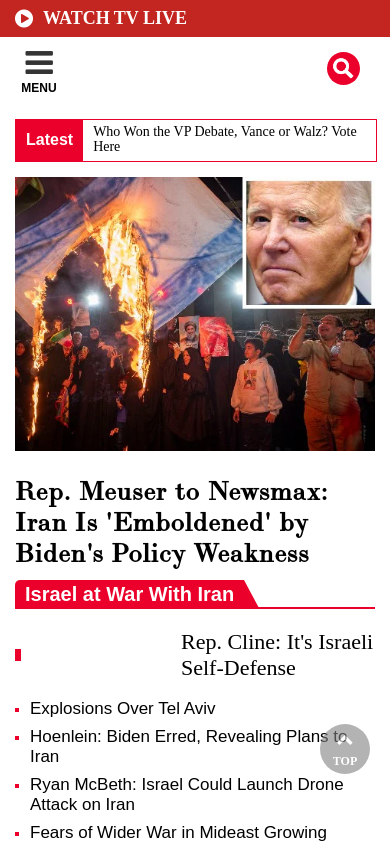 WATCH TV LIVE
MENU
Latest
Who Won the VP Debate, Vance or Walz? Vote
Here
Rep. Meuser to Newsmax:
Iran Is 'Emboldened' by
Biden's Policy Weakness
Israel at War With Iran
Rep. Cline: It's Israeli
Self-Defense
Explosions Over Tel Aviv
Hoenlein: Biden Erred, Revealing Plans to
Iran
TOP
Ryan McBeth: Israel Could Launch Drone
Attack on Iran
Fears of Wider War in Mideast Growing